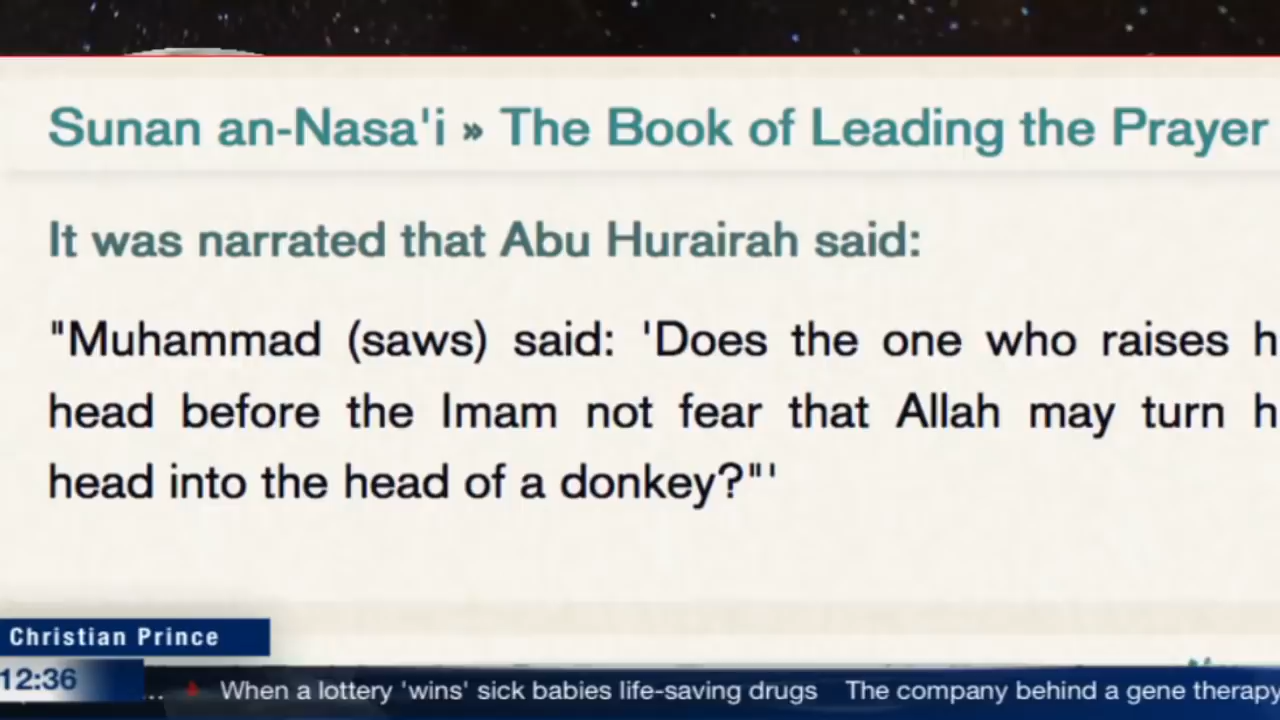 Sunan an-Nasa'i » The Book of Leading the Prayer
It was narrated that Abu Hurairah said:
"Muhammad (saws) said: 'Does the one who raises h
head before the Imam not fear that Allah may turn h
head into the head of a donkey?"'
Christian Prince
12:36
... When a lottery 'wins' sick babies life-saving drugs The company behind a gene therapy